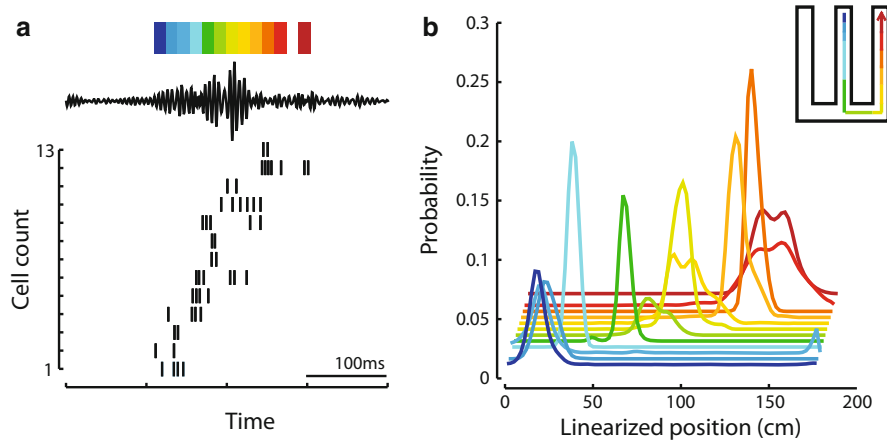 a
13
Cell count
1
100ms
Time
b
0.3
0.25
0.2
0.15
0.1
0.05
0
Probability
0 50 100 150 200
Linearized position (cm)